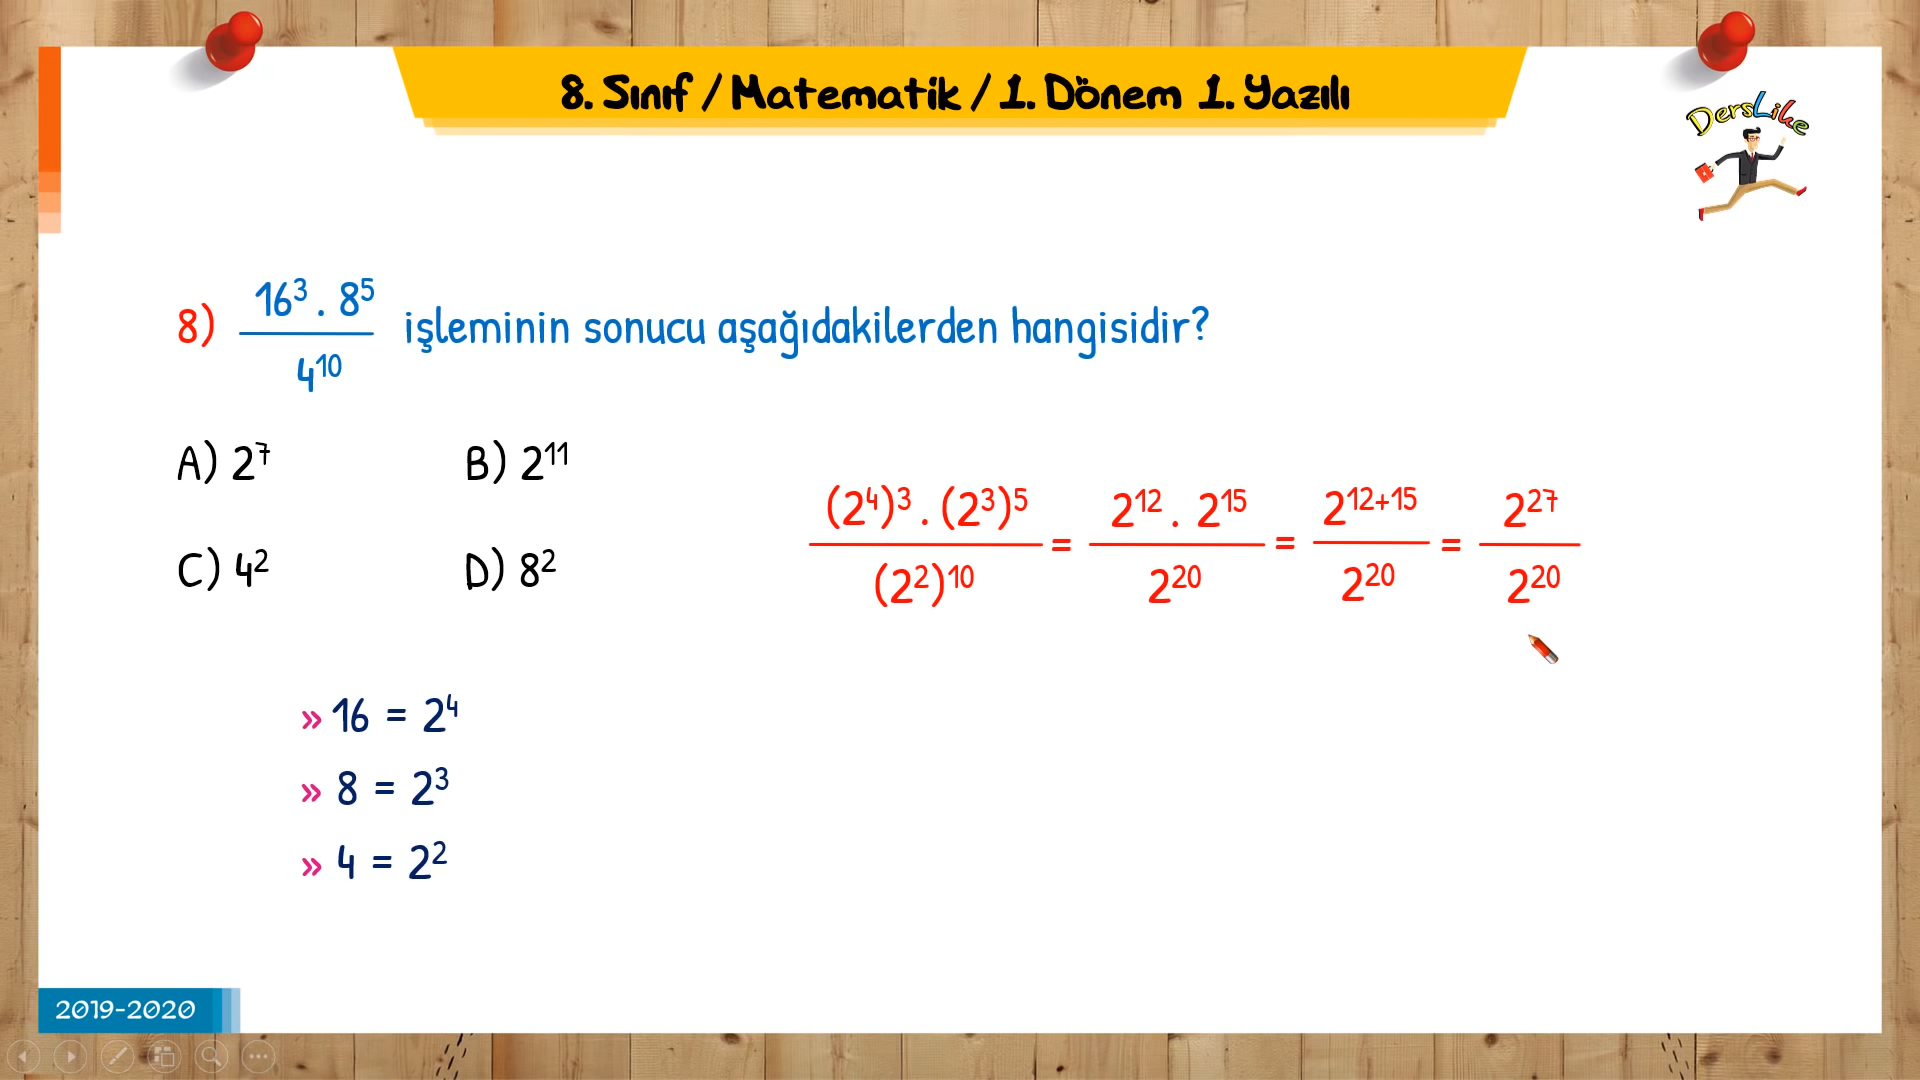 8. Sınıf / Matematik / 1. Dönem 1. Yazılı
DersLike
8) 16³ . 8⁵ / 4¹⁰ işleminin sonucu aşağıdakilerden hangisidir?
A) 2⁷ B) 2¹¹
C) 4² D) 8²
(2⁴)³ . (2³)⁵ / (2²)¹⁰ = 2¹² . 2¹⁵ / 2²⁰ = 2¹²⁺¹⁵ / 2²⁰ = 2²⁷ / 2²⁰
» 16 = 2⁴
» 8 = 2³
» 4 = 2²
2019-2020